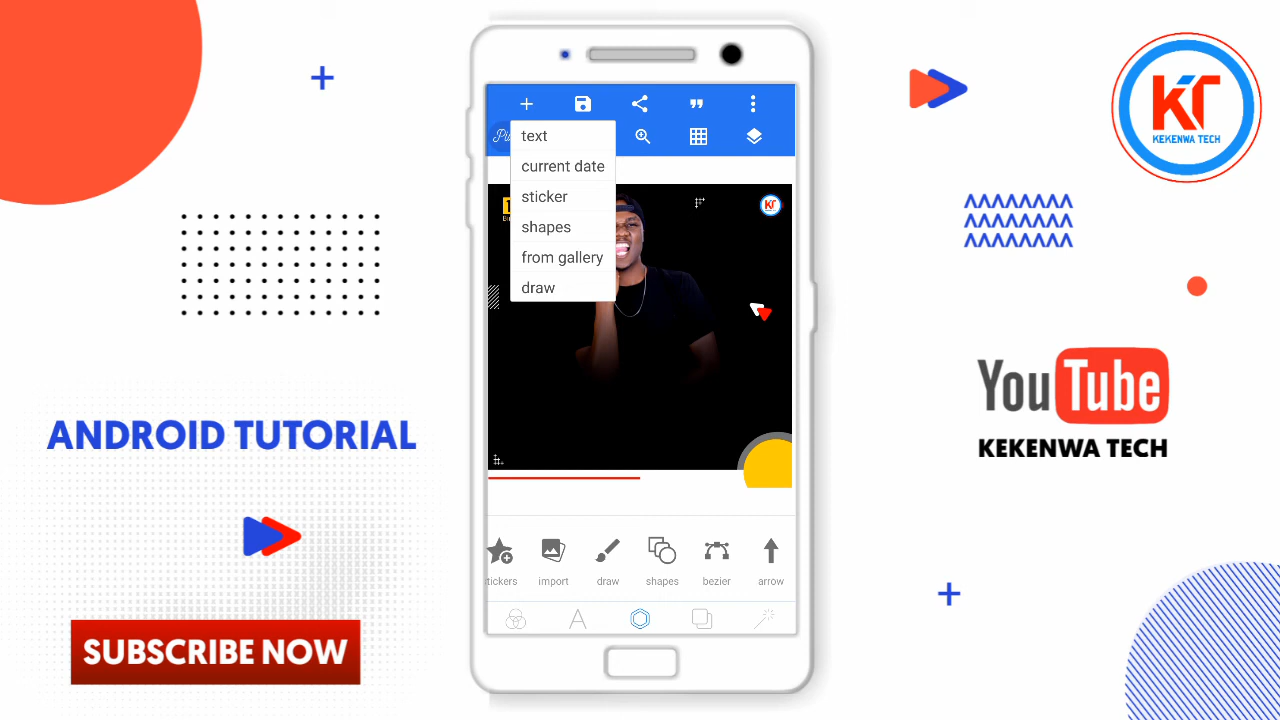 KT
KEKENWA TECH
text
current date
sticker
shapes
from gallery
draw
KT
ANDROID TUTORIAL
YouTube
KEKENWA TECH
tickers
import
draw
shapes
bezier
arrow
SUBSCRIBE NOW